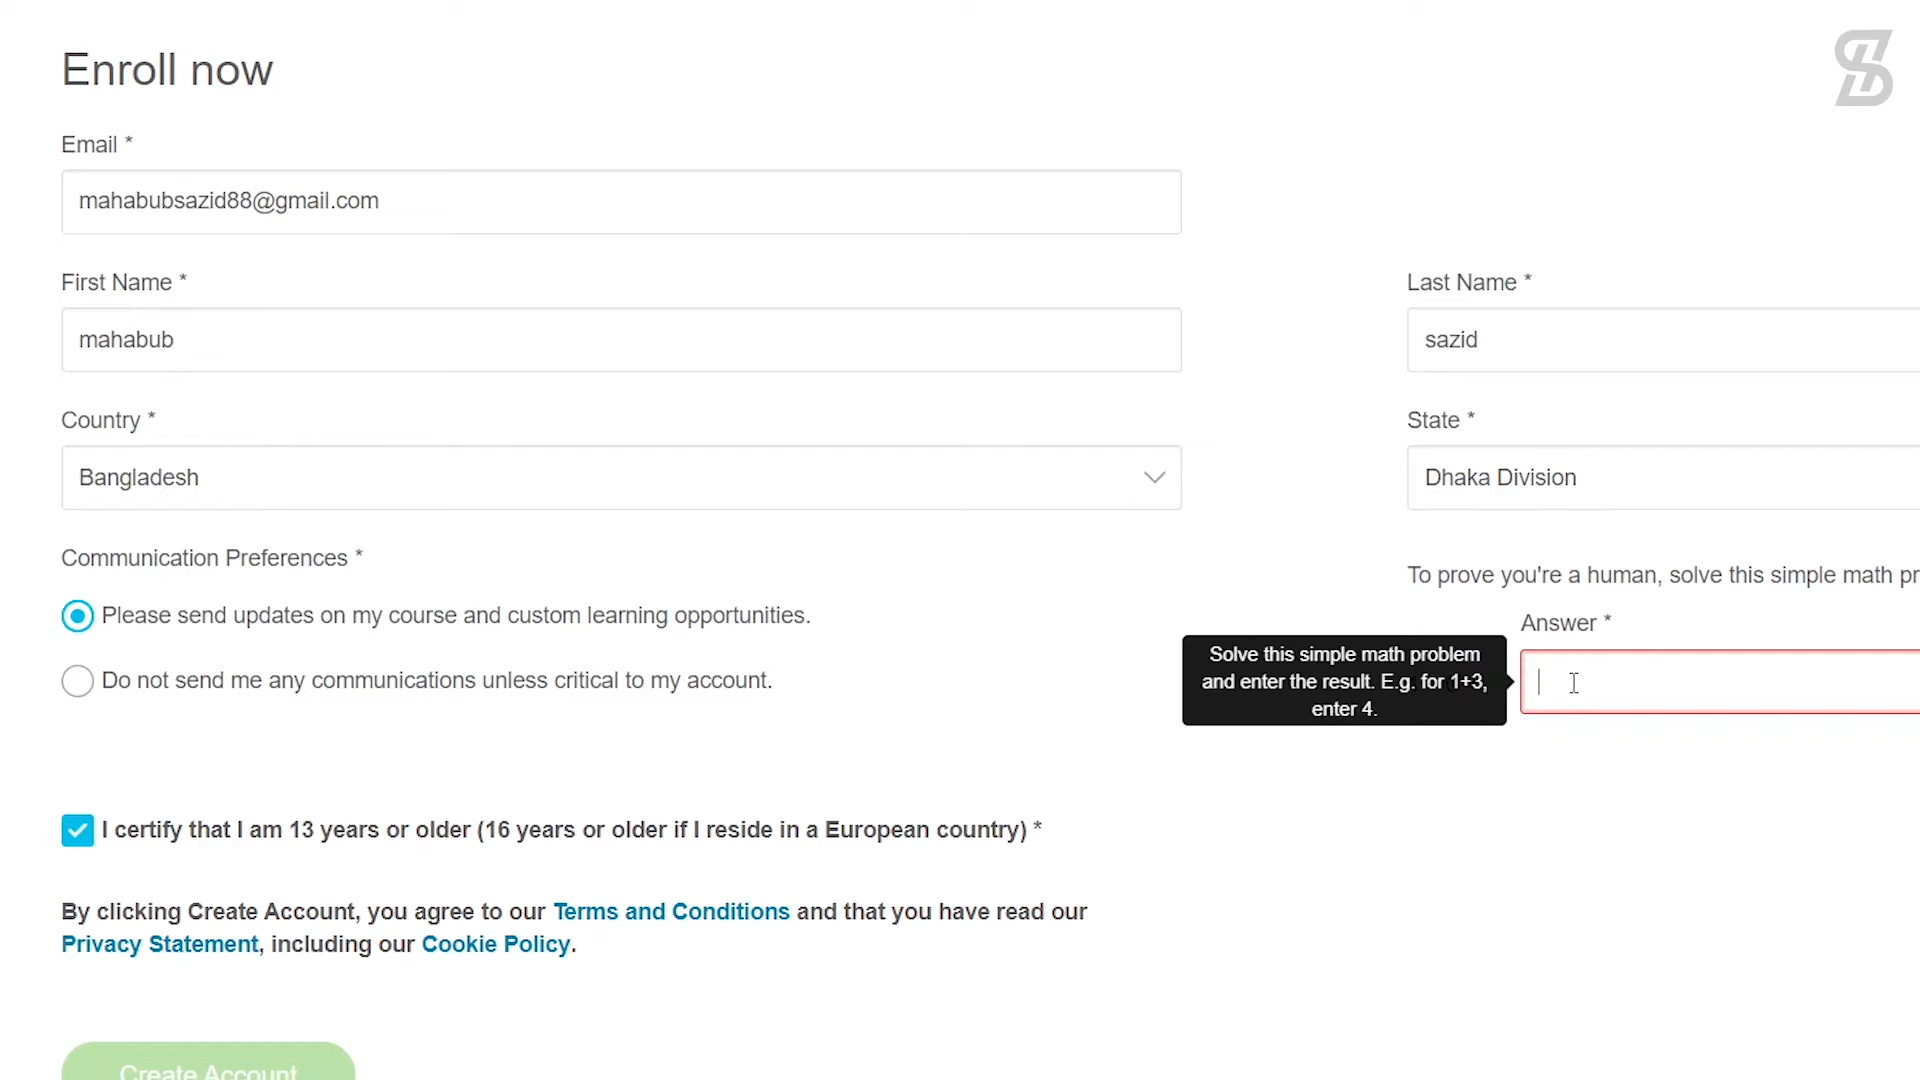 Enroll now
Email *
mahabubsazid88@gmail.com
First Name *
Last Name *
mahabub
sazid
Country *
State *
Bangladesh
Dhaka Division
Communication Preferences *
To prove you're a human, solve this simple math pr
Please send updates on my course and custom learning opportunities.
Answer *
Solve this simple math problem
and enter the result. E.g. for 1+3,
enter 4.
Do not send me any communications unless critical to my account.
I certify that I am 13 years or older (16 years or older if I reside in a European country) *
By clicking Create Account, you agree to our Terms and Conditions and that you have read our
Privacy Statement, including our Cookie Policy.
Create Account